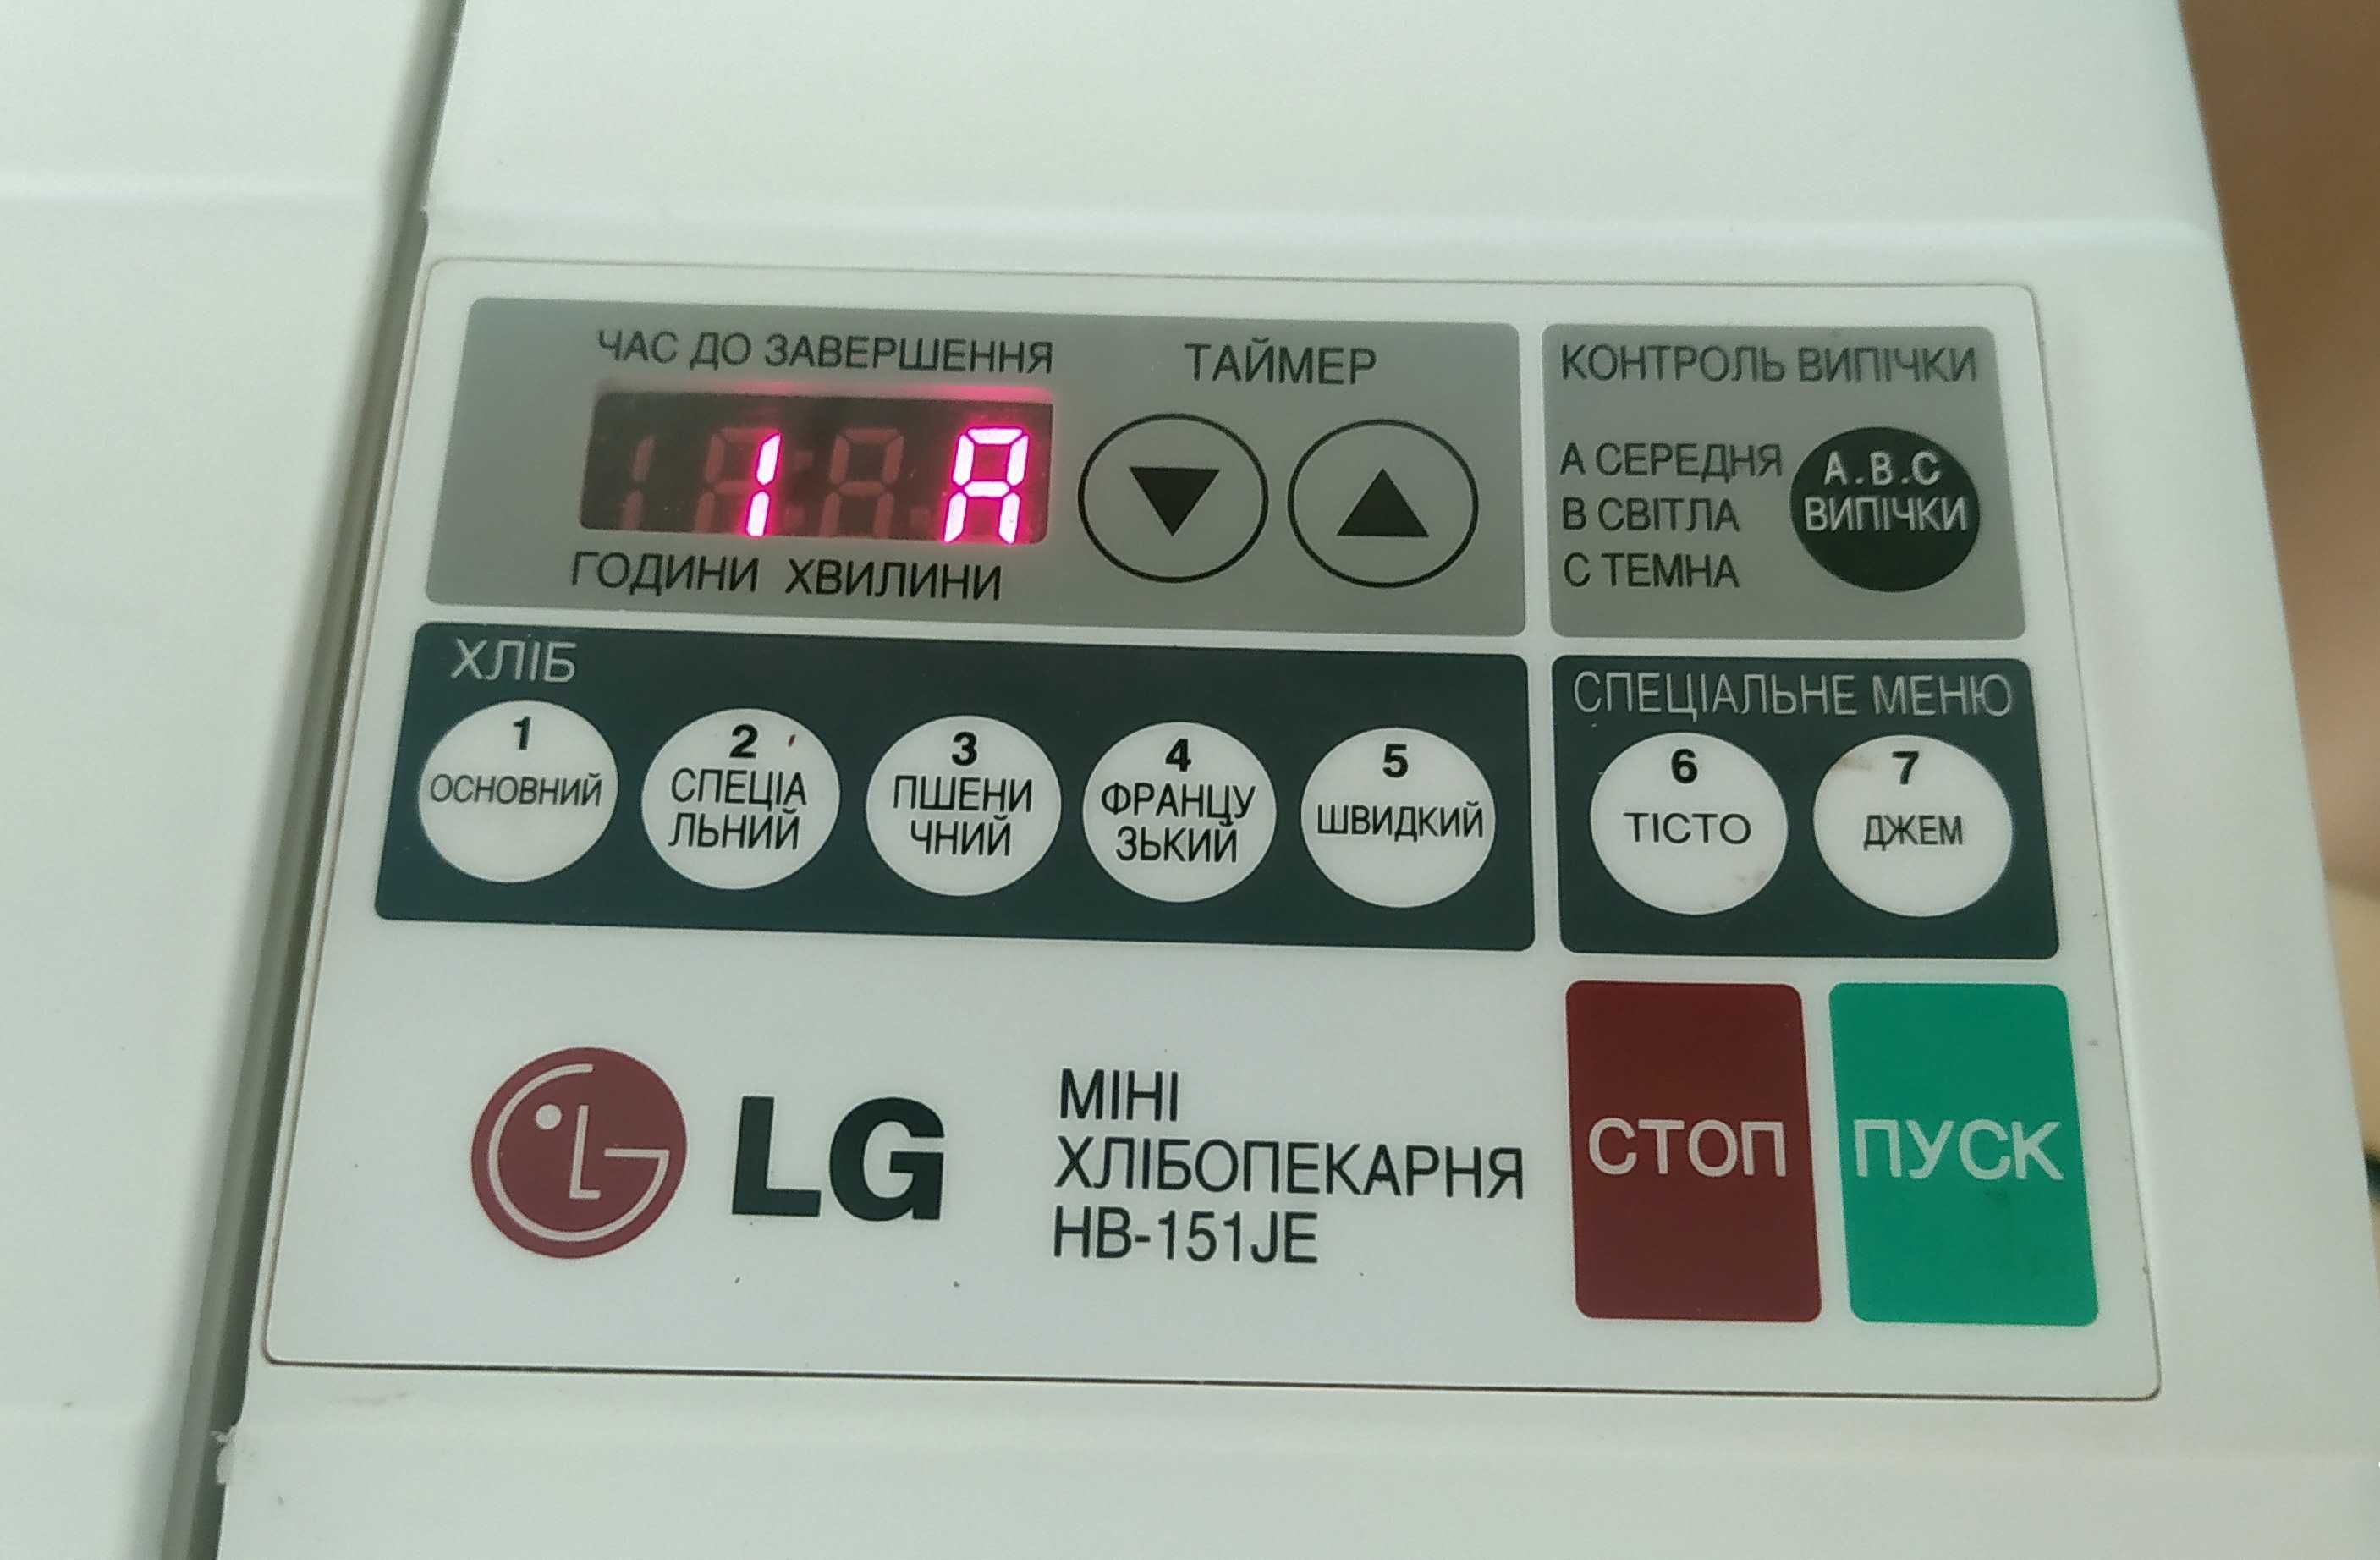 ЧАС ДО ЗАВЕРШЕННЯ
1 A
ГОДИНИ ХВИЛИНИ
ТАЙМЕР
КОНТРОЛЬ ВИПІЧКИ
А СЕРЕДНЯ
В СВІТЛА
С ТЕМНА
А.В.С
ВИПІЧКИ
ХЛІБ
1
ОСНОВНИЙ
2
СПЕЦІА
ЛЬНИЙ
3
ПШЕНИ
ЧНИЙ
4
ФРАНЦУ
ЗЬКИЙ
5
ШВИДКИЙ
СПЕЦІАЛЬНЕ МЕНЮ
6
ТІСТО
7
ДЖЕМ
LG
МІНІ
ХЛІБОПЕКАРНЯ
HB-151JE
СТОП
ПУСК